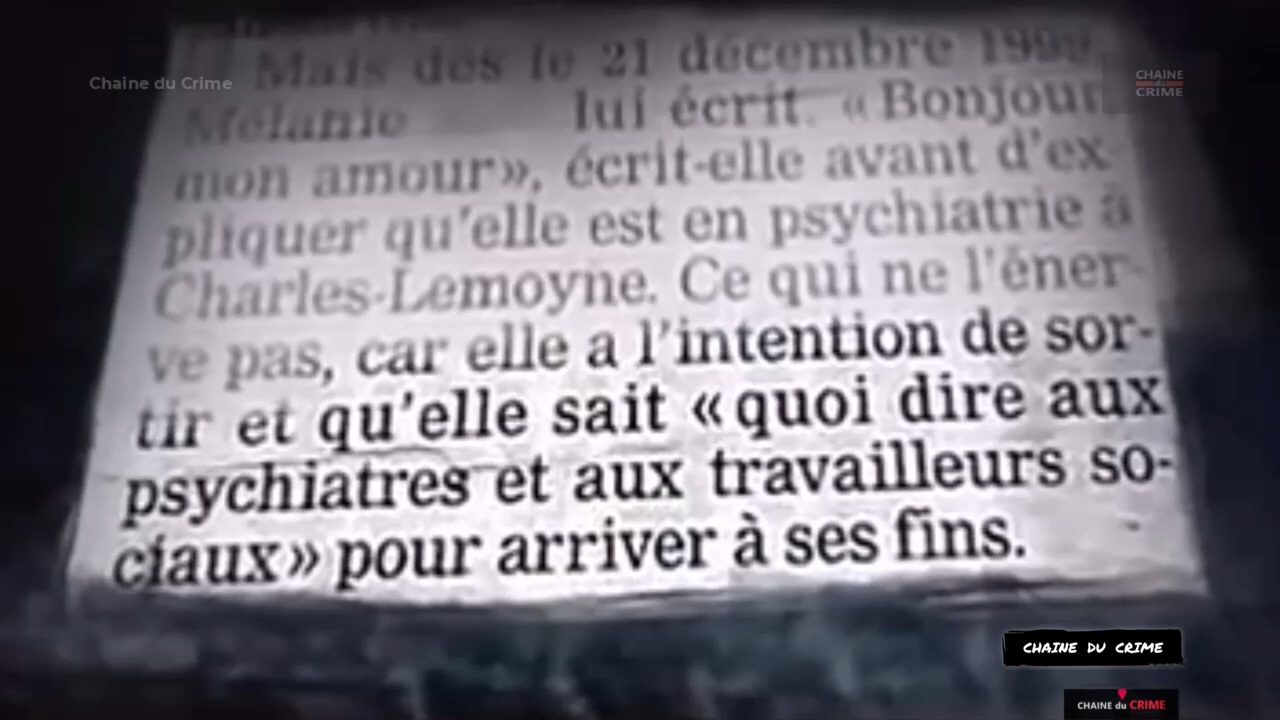 Mais dès le 21 décembre
Mélanie lui écrit. «Bonjour
mon amour», écrit-elle avant d'ex-
pliquer qu'elle est en psychiatrie à
Charles-Lemoyne. Ce qui ne l'éner-
ve pas, car elle a l'intention de sor-
tir et qu'elle sait «quoi dire aux
psychiatres et aux travailleurs so-
ciaux» pour arriver à ses fins.
Chaine du Crime
CHAINE
du
CRIME
CHAINE DU CRIME
CHAINE du CRIME